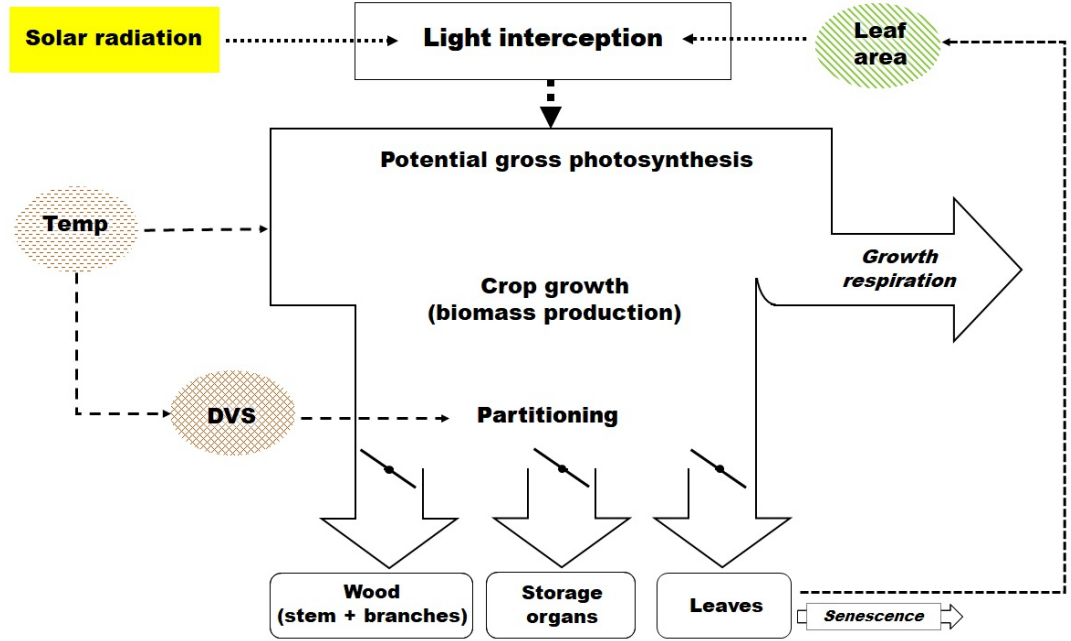 Solar radiation
Light interception
Leaf
area
Potential gross photosynthesis
Temp
Growth
respiration
Crop growth
(biomass production)
DVS
Partitioning
Wood
(stem + branches)
Storage
organs
Leaves
Senescence